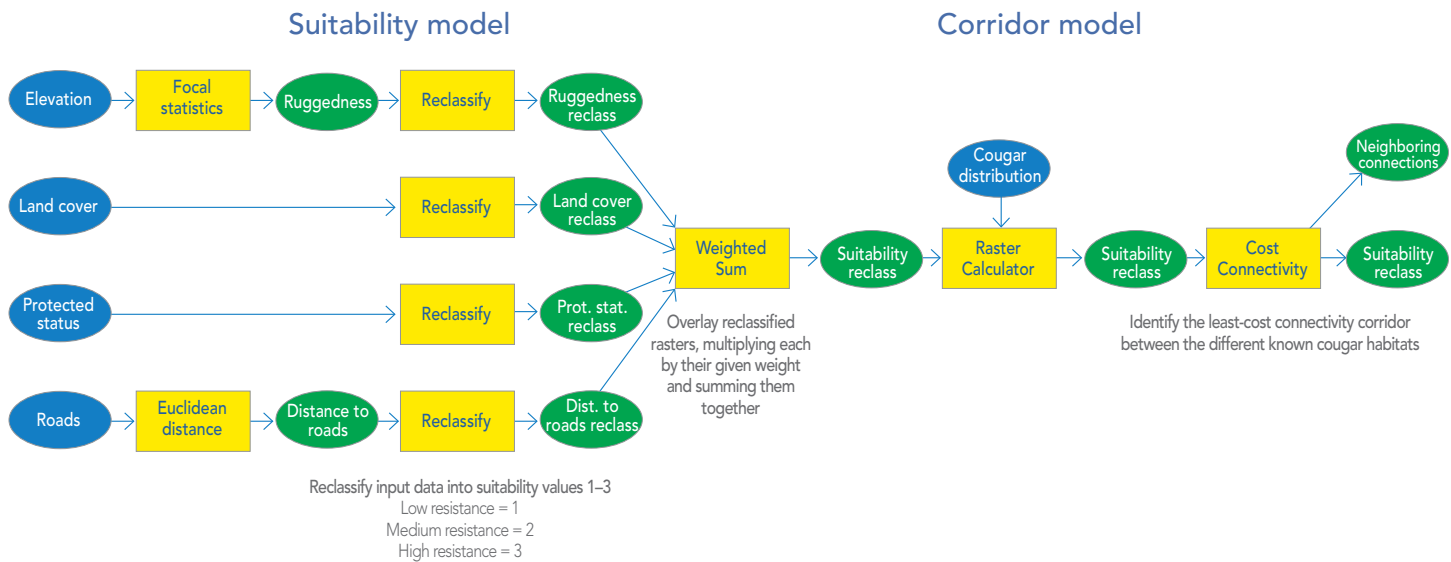 Suitability model
Corridor model
Elevation
Focal
statistics
Ruggedness
Reclassify
Ruggedness
reclass
Land cover
Reclassify
Land cover
reclass
Protected
status
Reclassify
Prot. stat.
reclass
Roads
Euclidean
distance
Distance to
roads
Reclassify
Dist. to
roads reclass
Reclassify input data into suitability values 1–3
Low resistance = 1
Medium resistance = 2
High resistance = 3
Weighted
Sum
Overlay reclassified
rasters, multiplying each
by their given weight
and summing them
together
Suitability
reclass
Cougar
distribution
Raster
Calculator
Suitability
reclass
Cost
Connectivity
Neighboring
connections
Suitability
reclass
Identify the least-cost connectivity corridor
between the different known cougar habitats